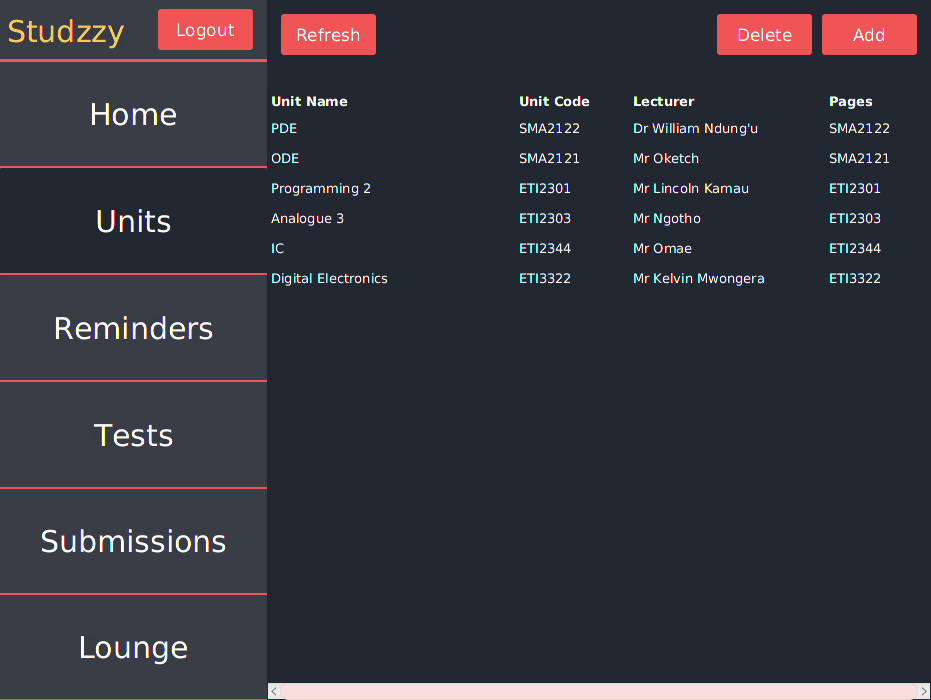 Studzzy Logout Refresh Delete Add
Home
Units
Reminders
Tests
Submissions
Lounge
Unit Name Unit Code Lecturer Pages
PDE SMA2122 Dr William Ndung'u SMA2122
ODE SMA2121 Mr Oketch SMA2121
Programming 2 ETI2301 Mr Lincoln Kamau ETI2301
Analogue 3 ETI2303 Mr Ngotho ETI2303
IC ETI2344 Mr Omae ETI2344
Digital Electronics ETI3322 Mr Kelvin Mwongera ETI3322